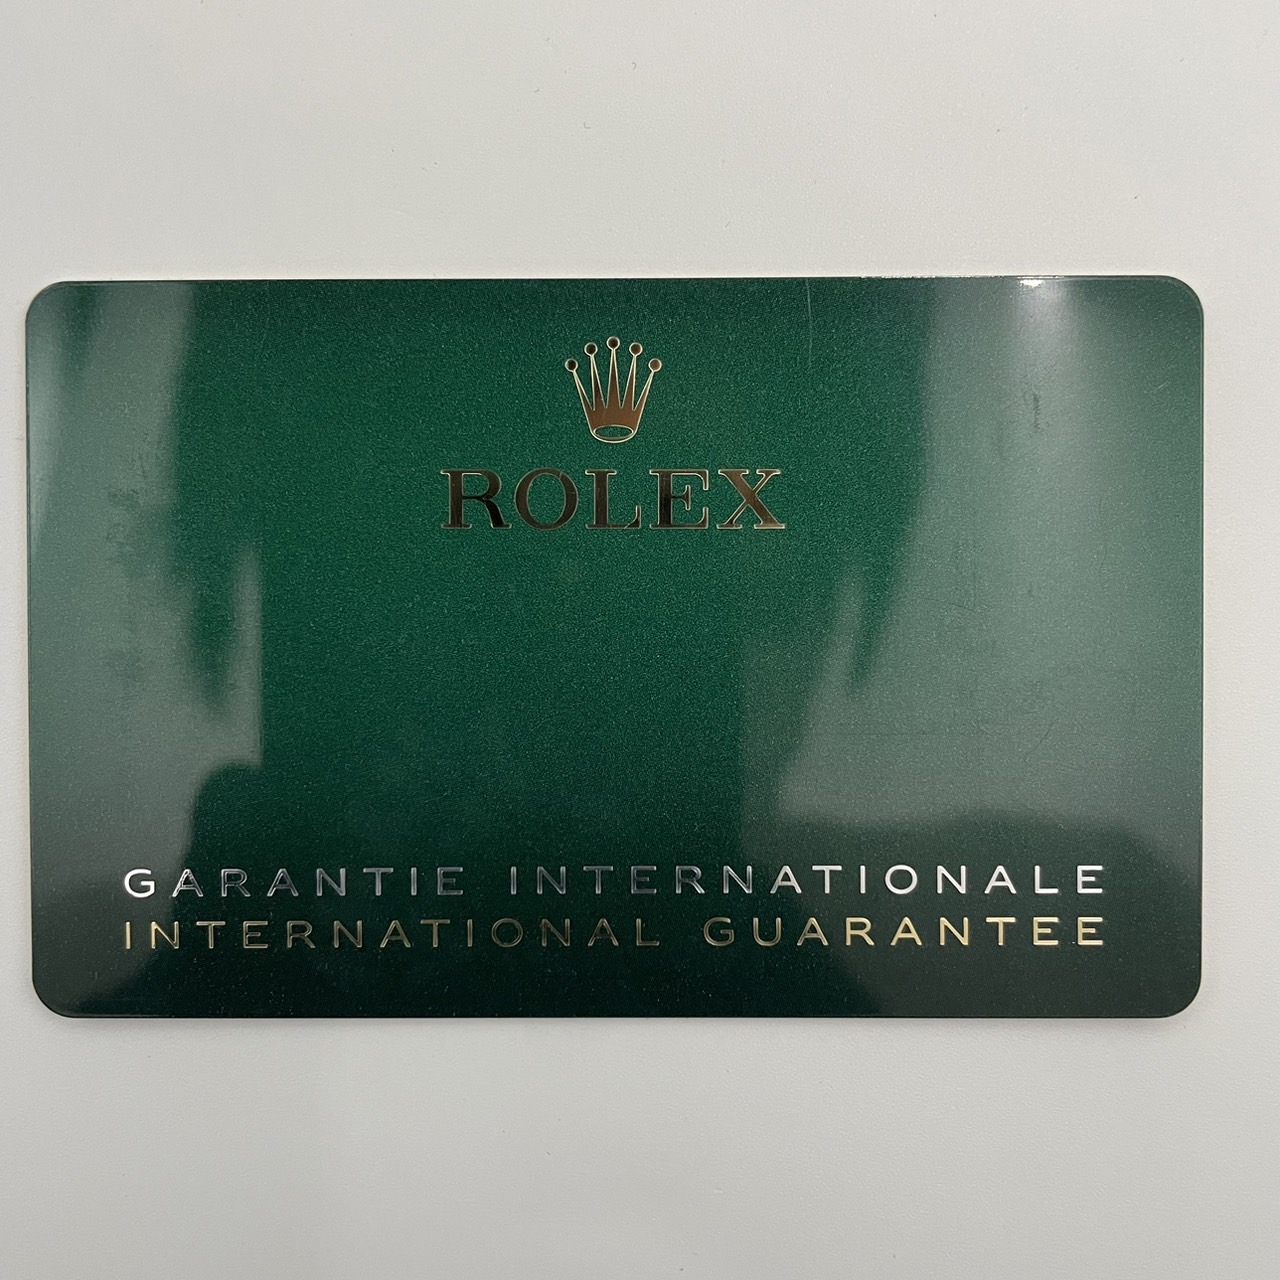 ROLEX
GARANTIE INTERNATIONALE
INTERNATIONAL GUARANTEE